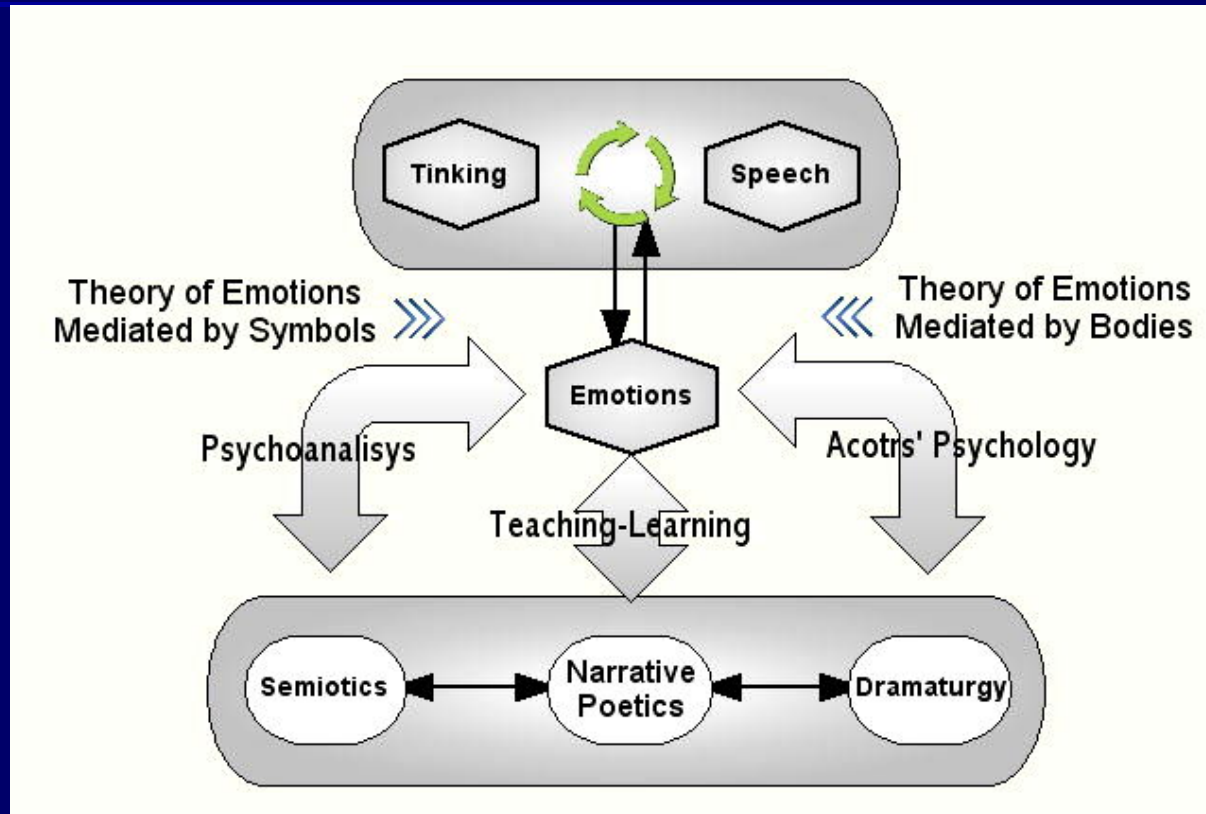 Tinking
Speech
Theory of Emotions
Mediated by Symbols
Theory of Emotions
Mediated by Bodies
Emotions
Psychoanalisys
Acotrs' Psychology
Teaching-Learning
Semiotics
Narrative
Poetics
Dramaturgy